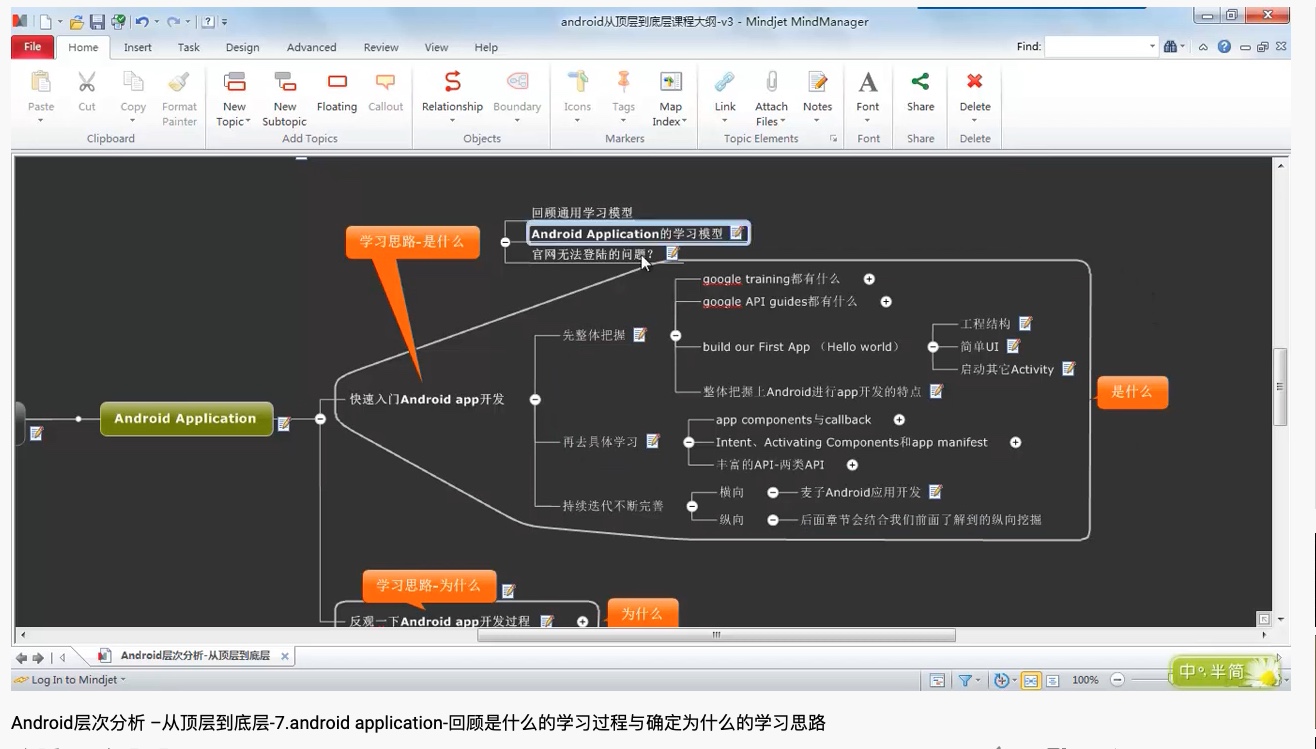 android从顶层到底层课程大纲-v3 - Mindjet MindManager
File Home Insert Task Design Advanced Review View Help Find:
Paste Cut Copy Format Painter New Topic New Subtopic Floating Callout Relationship Boundary Icons Tags Map Index Link Attach Files Notes Font Share Delete
Clipboard Add Topics Objects Markers Topic Elements Font Share Delete
回顾通用学习模型
Android Application的学习模型
官网无法登陆的问题?
学习思路-是什么
google training都有什么
google API guides都有什么
先整体把握
build our First App （Hello world）
工程结构
简单UI
启动其它Activity
整体把握上Android进行app开发的特点
是什么
快速入门Android app开发
Android Application
app components与callback
再去具体学习
Intent、Activating Components和app manifest
丰富的API-两类API
持续迭代不断完善
横向
麦子Android应用开发
纵向
后面章节会结合我们前面了解到的纵向挖掘
学习思路-为什么
反观一下Android app开发过程
为什么
Android层次分析-从顶层到底层
Log In to Mindjet
100%
中 半 简
Android层次分析 –从顶层到底层-7.android application-回顾是什么的学习过程与确定为什么的学习思路